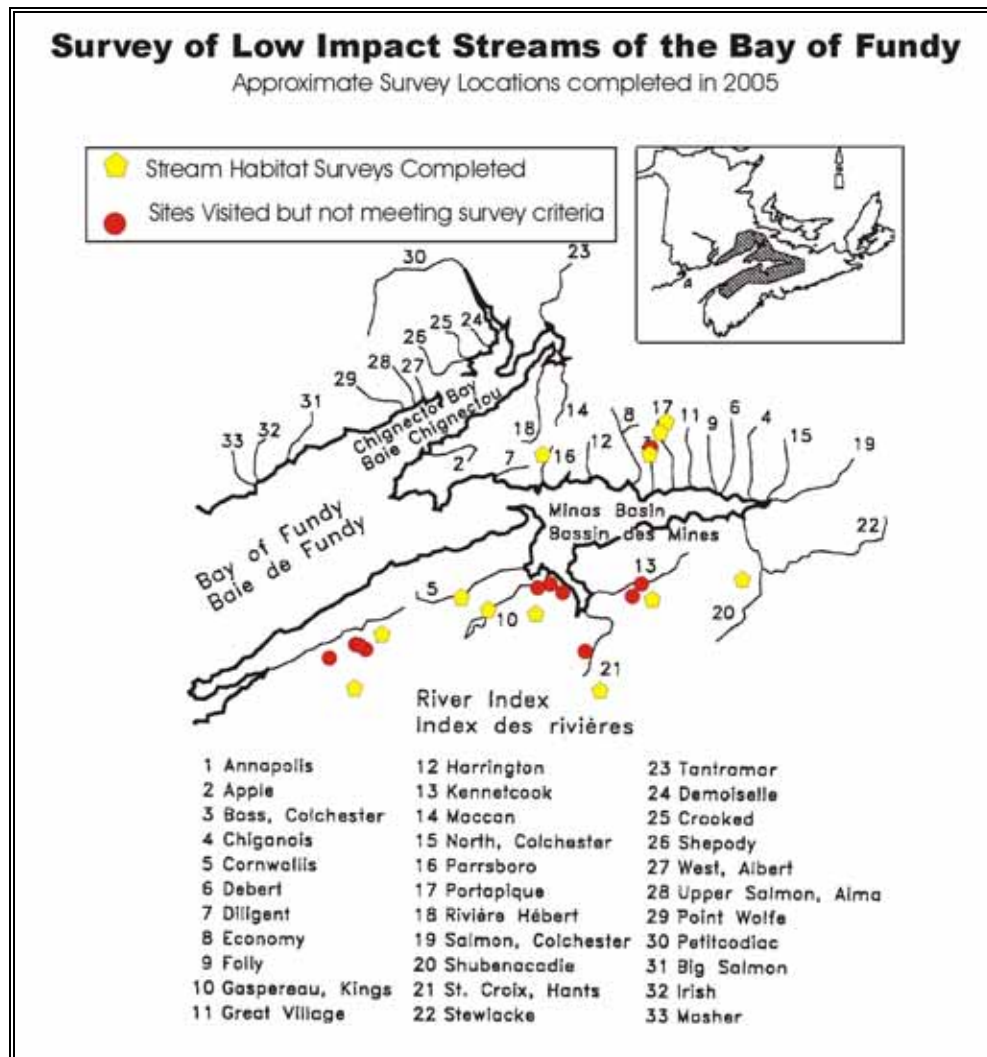 Survey of Low Impact Streams of the Bay of Fundy
Approximate Survey Locations completed in 2005
Stream Habitat Surveys Completed
Sites Visited but not meeting survey criteria
30
23
25
24
26
28
27
29
31
32
33
Chignecto Bay
Baie Chignectou
18
14
2
7
16
12
8
17
11
9
6
4
15
19
3
Minas Basin
Bassin des Mines
22
Bay of Fundy
Baie de Fundy
5
10
13
20
21
River Index
Index des rivières
1 Annapolis
2 Apple
3 Bass, Colchester
4 Chiganois
5 Cornwallis
6 Debert
7 Diligent
8 Economy
9 Folly
10 Gaspereau, Kings
11 Great Village
12 Harrington
13 Kennetcook
14 Maccan
15 North, Colchester
16 Parrsboro
17 Portapique
18 Rivière Hébert
19 Salmon, Colchester
20 Shubenacadie
21 St. Croix, Hants
22 Stewiacke
23 Tantramar
24 Demoiselle
25 Crooked
26 Shepody
27 West, Albert
28 Upper Salmon, Alma
29 Point Wolfe
30 Petitcodiac
31 Big Salmon
32 Irish
33 Mosher